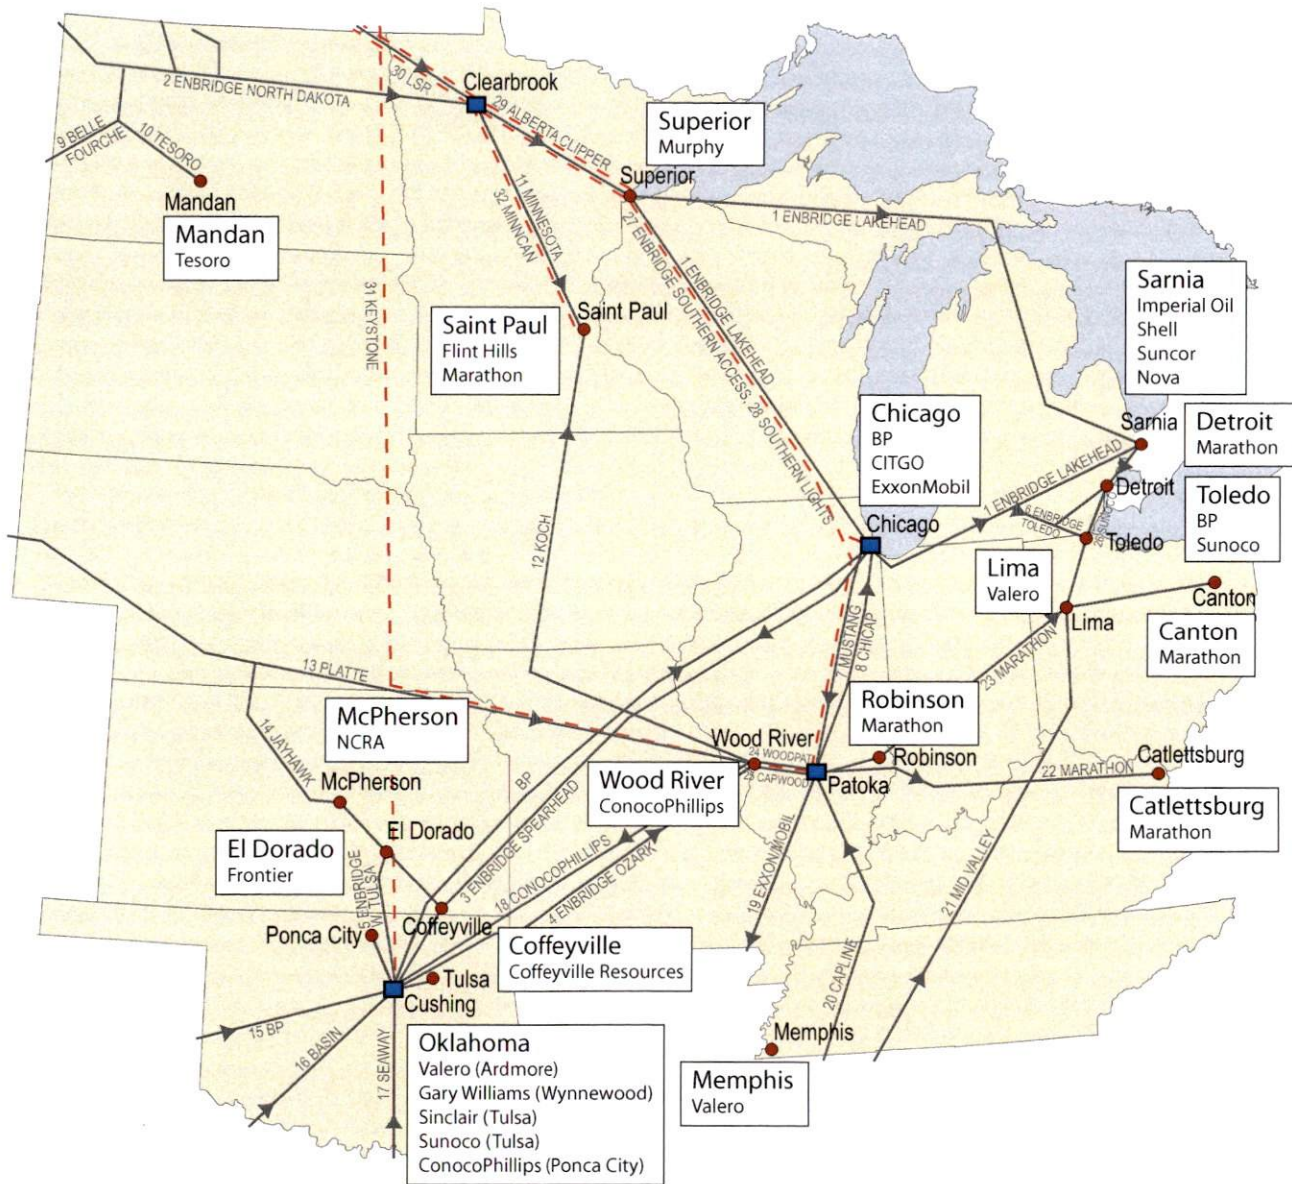 2 ENBRIDGE NORTH DAKOTA
30 LSR
Clearbrook
29 ALBERTA CLIPPER
Superior
Murphy
9 BELLE
FOURCHE
10 TESORO
Mandan
Mandan
Tesoro
Superior
1 ENBRIDGE LAKEHEAD
11 MINNESOTA
32 MINNCAN
31 KEYSTONE
27 ENBRIDGE SOUTHERN ACCESS, 28 SOUTHERN LIGHTS
1 ENBRIDGE LAKEHEAD
Saint Paul
Saint Paul
Flint Hills
Marathon
Sarnia
Imperial Oil
Shell
Suncor
Nova
Chicago
BP
CITGO
ExxonMobil
Sarnia
Detroit
Marathon
1 ENBRIDGE LAKEHEAD
Detroit
6 ENBRIDGE
TOLEDO
26 SUNOCO
Toledo
Toledo
BP
Sunoco
Chicago
12 KOCH
Lima
Valero
Lima
Canton
Canton
Marathon
13 PLATTE
7 MUSTANG
8 CHICAP
23 MARATHON
14 JAYHAWK
McPherson
NCRA
Robinson
Marathon
Wood River
24 WOODPAT
25 CAPWOOD
Robinson
Patoka
22 MARATHON
Catlettsburg
Catlettsburg
Marathon
McPherson
BP
3 ENBRIDGE SPEARHEAD
Wood River
ConocoPhillips
El Dorado
El Dorado
Frontier
5 ENBRIDGE
W. TULSA
18 CONOCOPHILLIPS
4 ENBRIDGE OZARK
19 EXXON/MOBIL
21 MID VALLEY
Coffeyville
Ponca City
Coffeyville
Coffeyville Resources
Tulsa
Cushing
20 CAPLINE
15 BP
16 BASIN
17 SEAWAY
Oklahoma
Valero (Ardmore)
Gary Williams (Wynnewood)
Sinclair (Tulsa)
Sunoco (Tulsa)
ConocoPhillips (Ponca City)
Memphis
Memphis
Valero